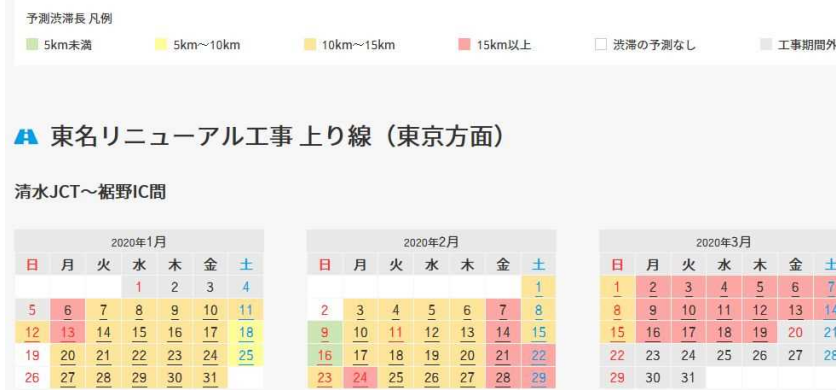 予測渋滞長 凡例
5km未満 5km～10km 10km～15km 15km以上 渋滞の予測なし 工事期間外
東名リニューアル工事 上り線（東京方面）
清水JCT～裾野IC間
2020年1月 2020年2月 2020年3月
日 月 火 水 木 金 土 日 月 火 水 木 金 土 日 月 火 水 木 金 土
1 2 3 4 1 1 2 3 4 5 6 7
5 6 7 8 9 10 11 2 3 4 5 6 7 8 8 9 10 11 12 13 14
12 13 14 15 16 17 18 9 10 11 12 13 14 15 15 16 17 18 19 20 21
19 20 21 22 23 24 25 16 17 18 19 20 21 22 22 23 24 25 26 27 28
26 27 28 29 30 31 23 24 25 26 27 28 29 29 30 31